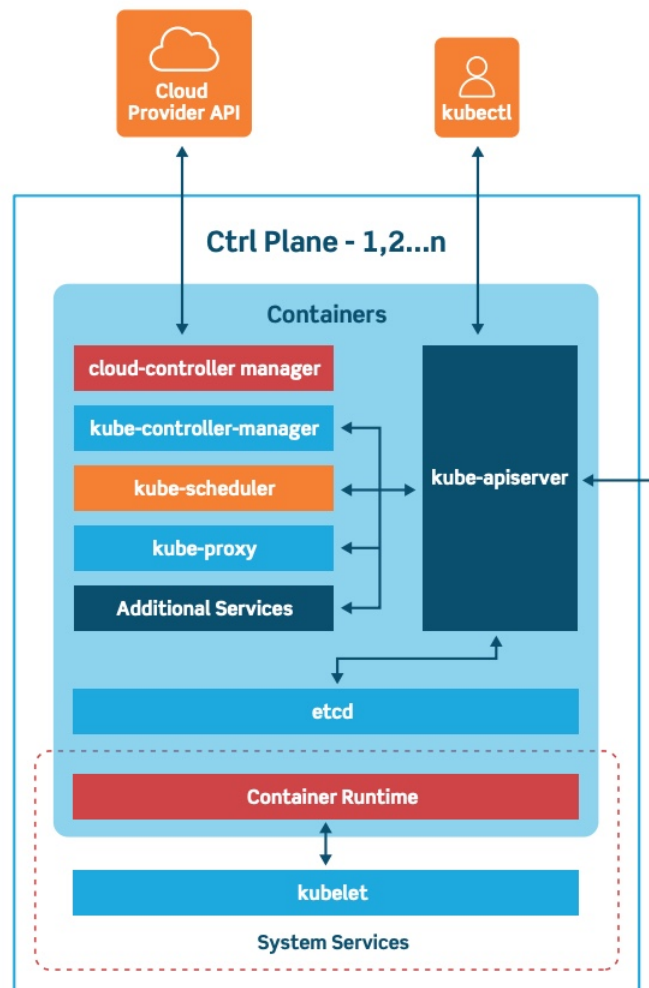 Cloud
Provider API
kubectl
Ctrl Plane - 1,2...n
Containers
cloud-controller manager
kube-controller-manager
kube-scheduler
kube-proxy
Additional Services
kube-apiserver
etcd
Container Runtime
kubelet
System Services